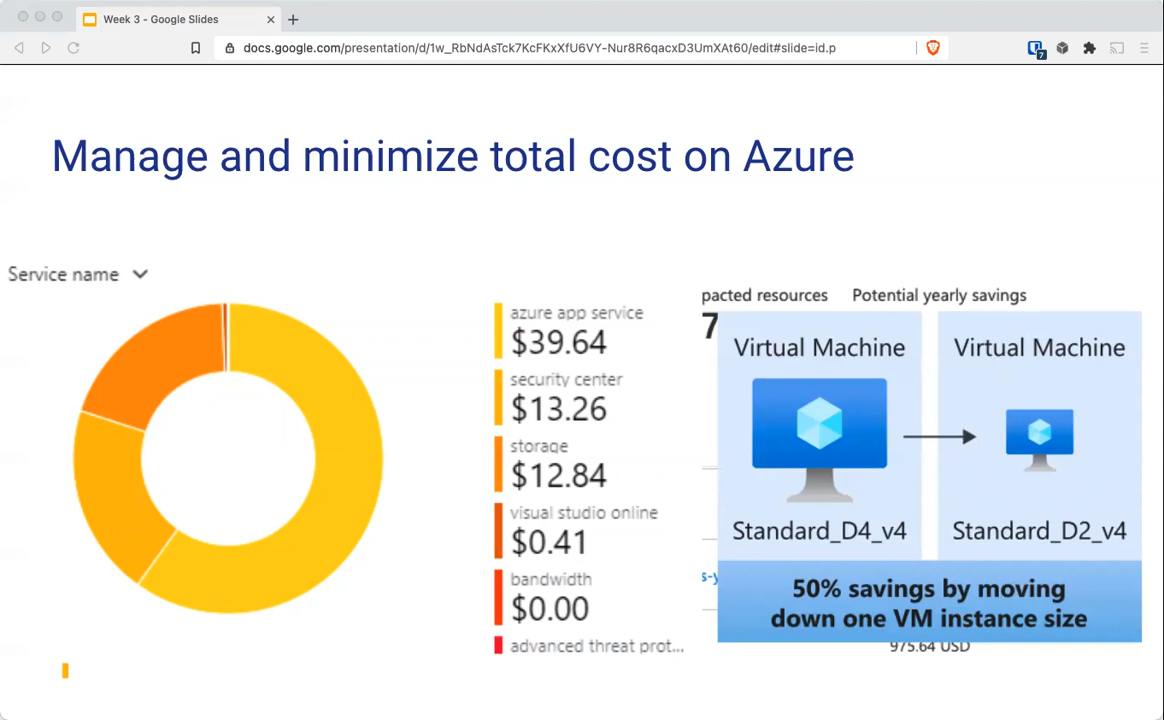 Week 3 - Google Slides
docs.google.com/presentation/d/1w_RbNdAsTck7KcFKxXfU6VY-Nur8R6qacxD3UmXAt60/edit#slide=id.p
7
Manage and minimize total cost on Azure
Service name
azure app service
$39.64
security center
$13.26
storage
$12.84
visual studio online
$0.41
bandwidth
$0.00
advanced threat prot...
pacted resources
Potential yearly savings
7
Virtual Machine
Virtual Machine
Standard_D4_v4
Standard_D2_v4
s-y
50% savings by moving
down one VM instance size
975.64 USD